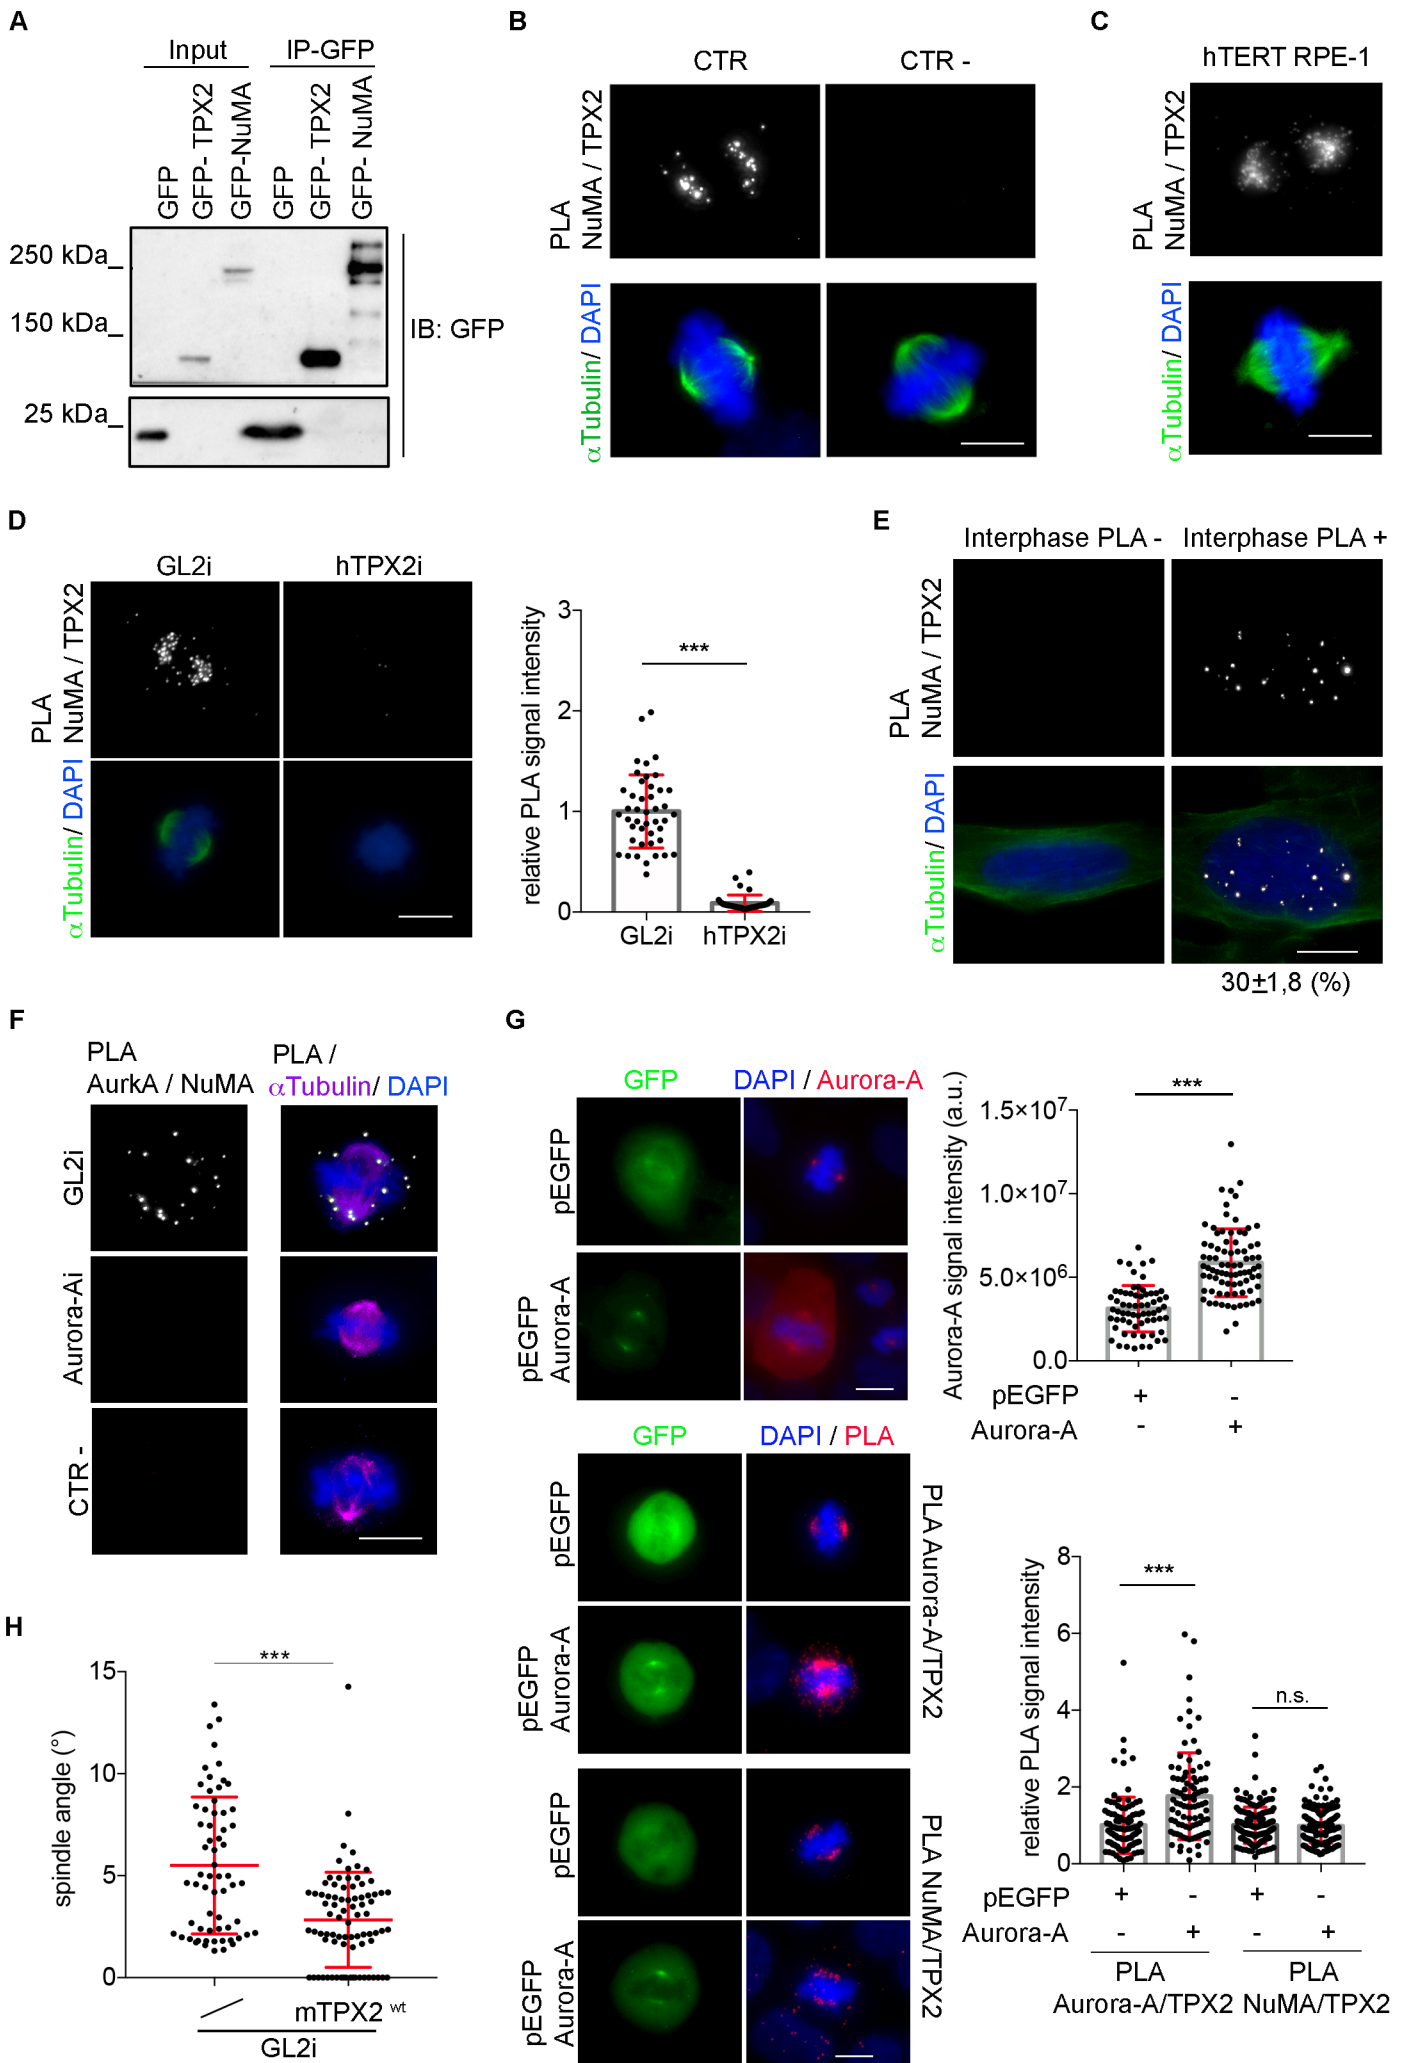 A
Input
IP-GFP
GFP
GFP- TPX2
GFP-NuMA
GFP
GFP- TPX2
GFP- NuMA
250 kDa
150 kDa
25 kDa
IB: GFP
B
CTR
CTR -
PLA
NuMA / TPX2
αTubulin/ DAPI
C
hTERT RPE-1
PLA
NuMA / TPX2
αTubulin/ DAPI
D
GL2i
hTPX2i
PLA
NuMA / TPX2
αTubulin/ DAPI
relative PLA signal intensity
3
2
1
0
***
GL2i
hTPX2i
E
Interphase PLA -
Interphase PLA +
PLA
NuMA / TPX2
αTubulin/ DAPI
30±1,8 (%)
F
PLA
AurkA / NuMA
PLA /
αTubulin/ DAPI
GL2i
Aurora-Ai
CTR -
G
GFP
DAPI / Aurora-A
pEGFP
pEGFP
Aurora-A
Aurora-A signal intensity (a.u.)
1.5×10⁷
1.0×10⁷
5.0×10⁶
0.0
***
pEGFP + -
Aurora-A - +
GFP
DAPI / PLA
pEGFP
pEGFP
Aurora-A
PLA Aurora-A/TPX2
pEGFP
pEGFP
Aurora-A
PLA NuMA/TPX2
relative PLA signal intensity
8
6
4
2
0
***
n.s.
pEGFP + - + -
Aurora-A - + - +
PLA
Aurora-A/TPX2
PLA
NuMA/TPX2
H
spindle angle (°)
15
10
5
0
***
mTPX2 wt
GL2i